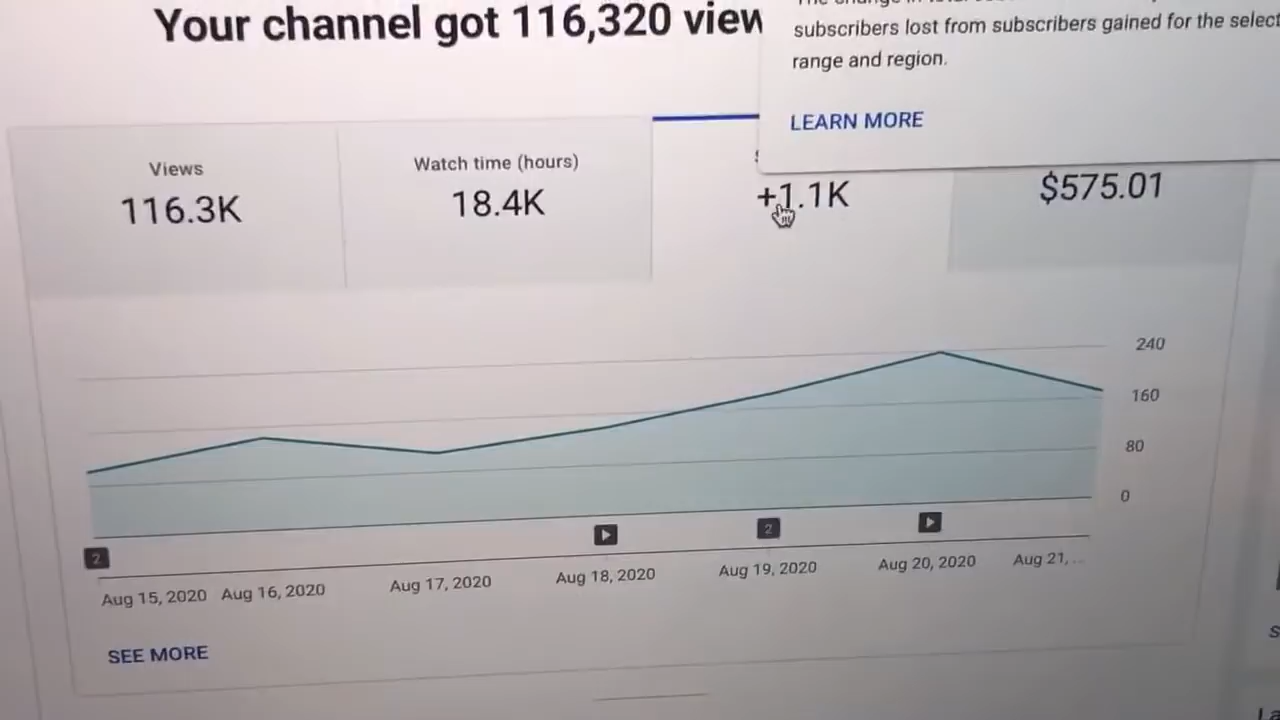 Your channel got 116,320
subscribers lost from subscribers gained for the
range and region.
LEARN MORE
Views
116.3K
Watch time (hours)
18.4K
+1.1K
$575.01
240
160
80
0
2
2
Aug 15, 2020
Aug 16, 2020
Aug 17, 2020
Aug 18, 2020
Aug 19, 2020
Aug 20, 2020
Aug 21, ...
SEE MORE